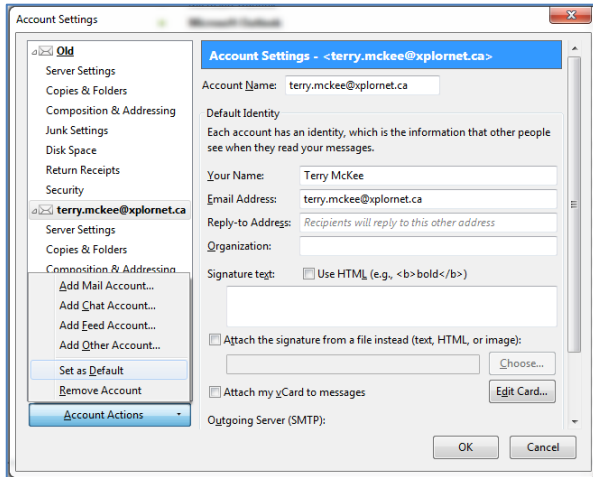 Microsoft Outlook
Account Settings
Old
Server Settings
Copies & Folders
Composition & Addressing
Junk Settings
Disk Space
Return Receipts
Security
terry.mckee@xplornet.ca
Server Settings
Copies & Folders
Composition & Addressing
Add Mail Account...
Add Chat Account...
Add Feed Account...
Add Other Account...
Set as Default
Remove Account
Account Actions
Account Settings - <terry.mckee@xplornet.ca>
Account Name: terry.mckee@xplornet.ca
Default Identity
Each account has an identity, which is the information that other people
see when they read your messages.
Your Name: Terry McKee
Email Address: terry.mckee@xplornet.ca
Reply-to Address: Recipients will reply to this other address
Organization:
Signature text: Use HTML (e.g., <b>bold</b>)
Attach the signature from a file instead (text, HTML, or image):
Choose...
Attach my vCard to messages Edit Card...
Outgoing Server (SMTP):
OK Cancel